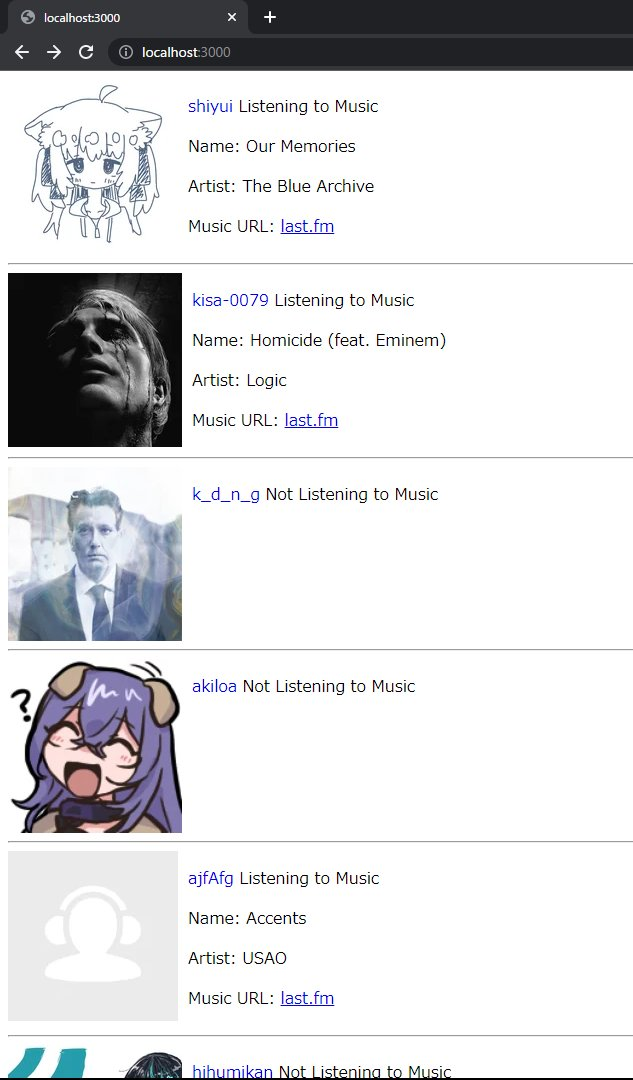 localhost:3000
localhost:3000
shiyui Listening to Music
Name: Our Memories
Artist: The Blue Archive
Music URL: last.fm
kisa-0079 Listening to Music
Name: Homicide (feat. Eminem)
Artist: Logic
Music URL: last.fm
k_d_n_g Not Listening to Music
?
akiloa Not Listening to Music
ajfAfg Listening to Music
Name: Accents
Artist: USAO
Music URL: last.fm
hihumikan Not Listening to Music